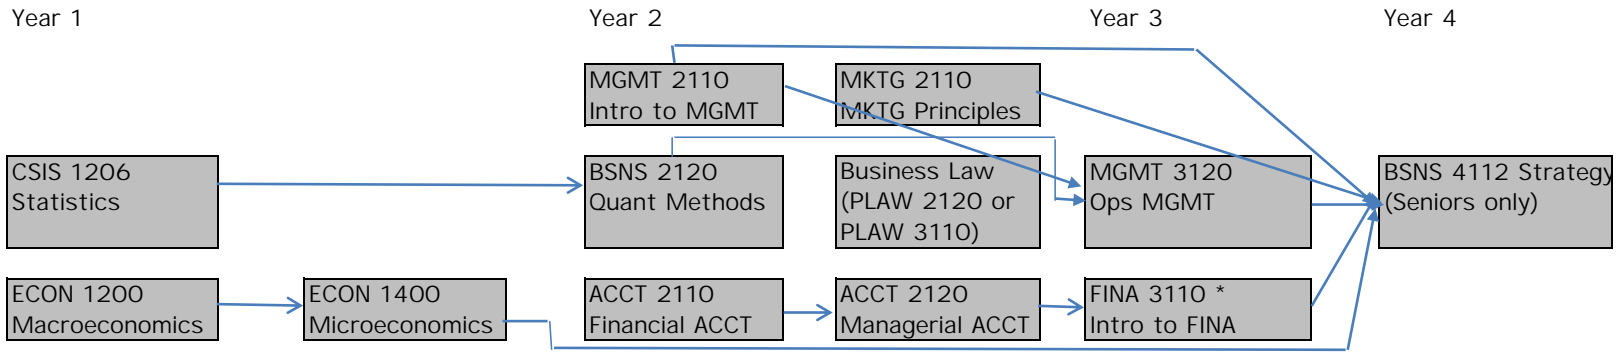 Year 1
Year 2
Year 3
Year 4
MGMT 2110
Intro to MGMT
MKTG 2110
MKTG Principles
CSIS 1206
Statistics
BSNS 2120
Quant Methods
Business Law
(PLAW 2120 or
PLAW 3110)
MGMT 3120
Ops MGMT
BSNS 4112 Strategy
(Seniors only)
ECON 1200
Macroeconomics
ECON 1400
Microeconomics
ACCT 2110
Financial ACCT
ACCT 2120
Managerial ACCT
FINA 3110 *
Intro to FINA